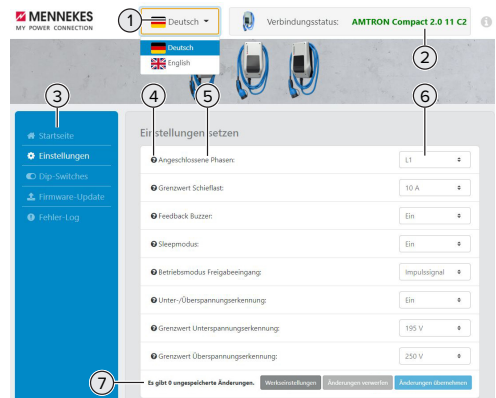 MENNEKES
MY POWER CONNECTION
1
Deutsch
Verbindungsstatus: AMTRON Compact 2.0 11 C2
Deutsch
English
2
3
4
5
6
Startseite
Einstellungen
Dip-Switches
Firmware-Update
Fehler-Log
Einstellungen setzen
Angeschlossene Phasen: L1
Grenzwert Schieflast: 10 A
Feedback Buzzer: Ein
Sleepmodus: Ein
Betriebsmodus Freigabeeingang: Impulssignal
Unter-/Überspannungserkennung: Ein
Grenzwert Unterspannungserkennung: 195 V
Grenzwert Überspannungserkennung: 250 V
7
Es gibt 0 ungespeicherte Änderungen. Werkseinstellungen Änderungen verwerfen Änderungen übernehmen